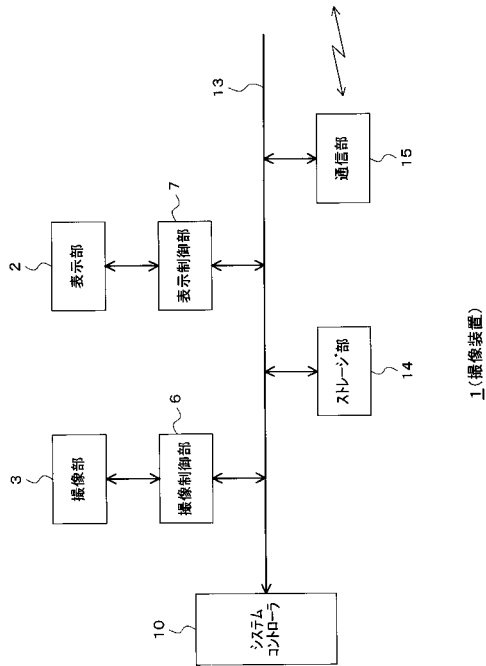 3
撮像部
6
撮像制御部
2
表示部
7
表示制御部
13
10
システム
コントローラ
ストレージ部
14
通信部
15
1(撮像装置)